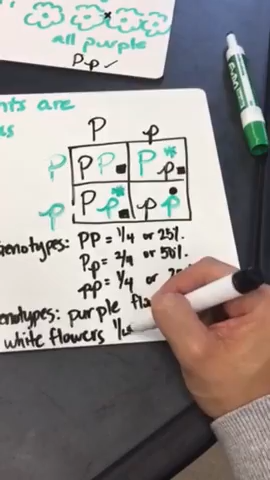 all purple
Pp ✓
nts are
P p
P PP Pp
p Pp pp
enotypes: PP = 1/4 or 25%.
Pp = 2/4 or 50%.
pp = 1/4 or
enotypes: purple
white flowers 1/4